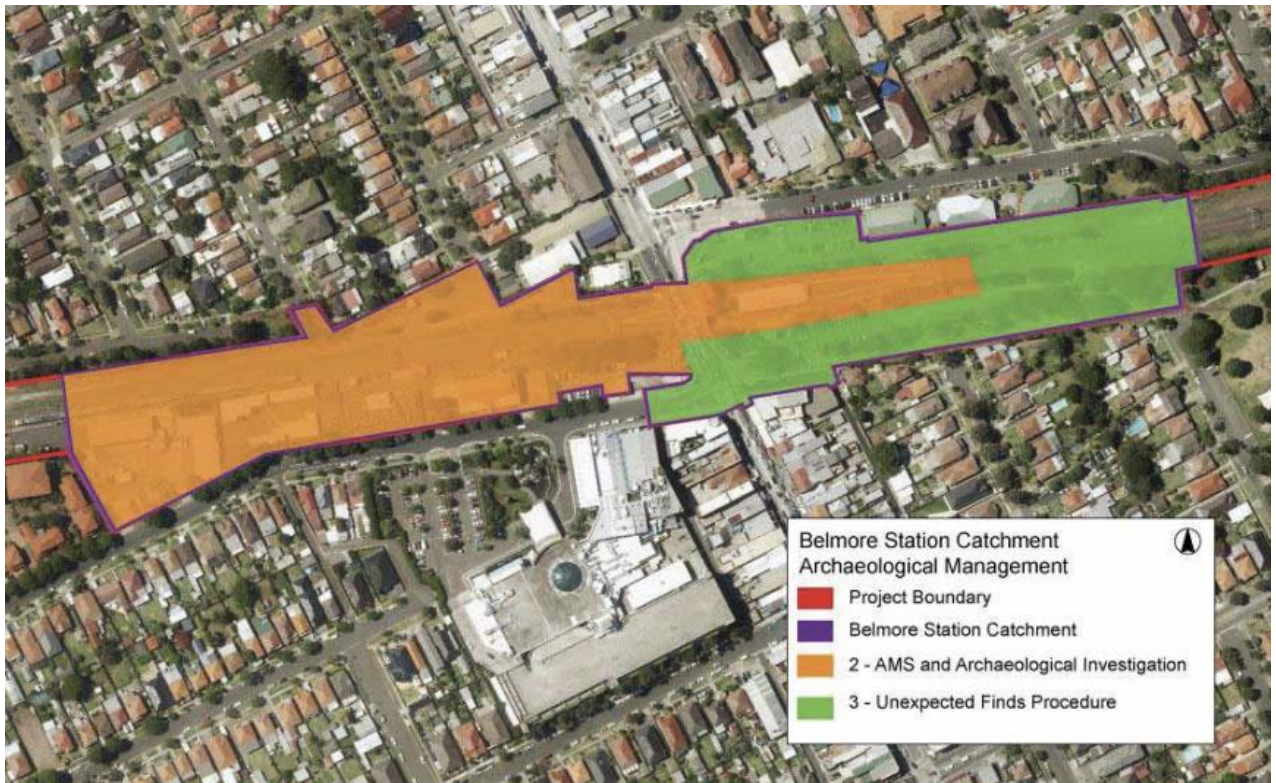 Belmore Station Catchment
Archaeological Management
Project Boundary
Belmore Station Catchment
2 - AMS and Archaeological Investigation
3 - Unexpected Finds Procedure